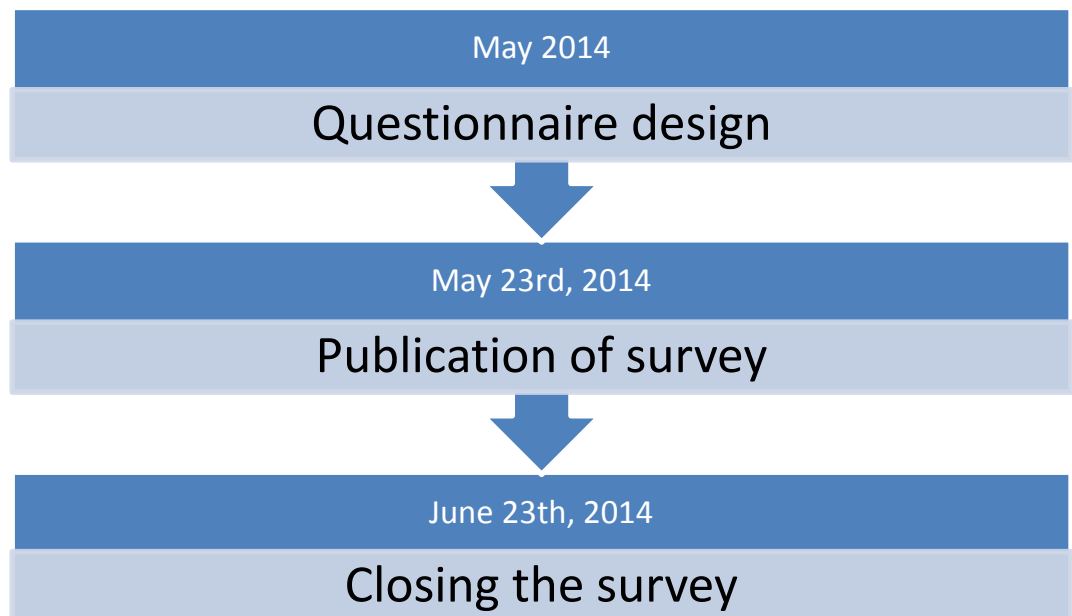 May 2014
Questionnaire design
May 23rd, 2014
Publication of survey
June 23th, 2014
Closing the survey